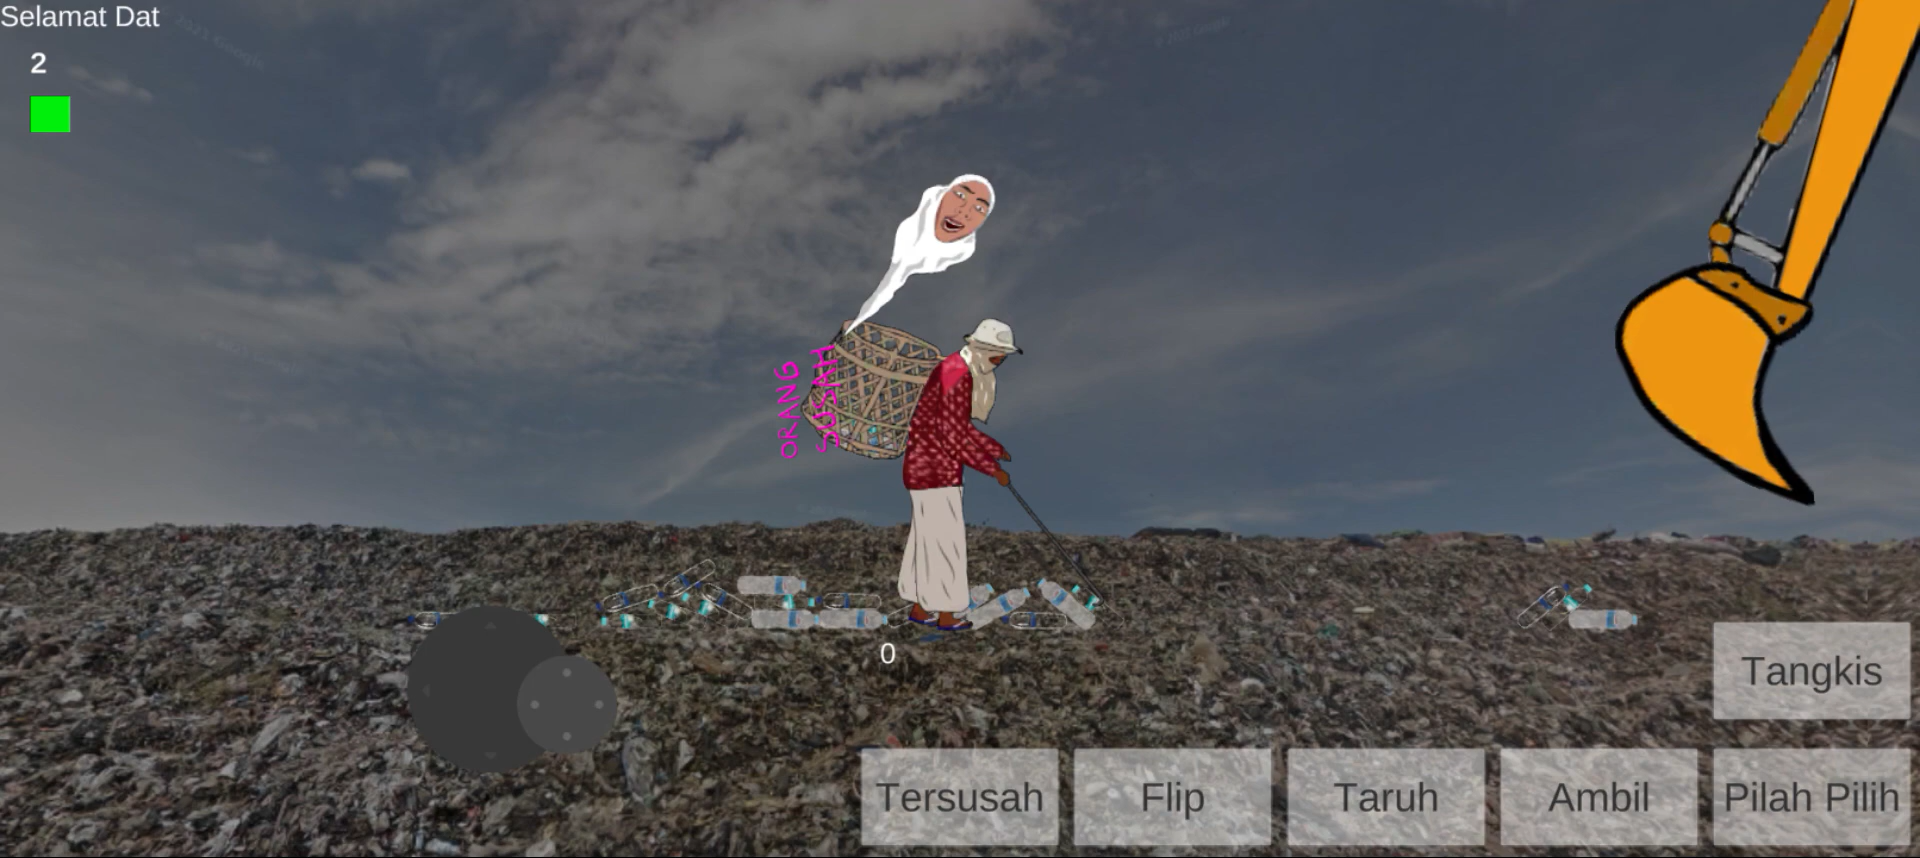 Selamat Dat
2
ORANG
SUSAH
0
Tangkis
Tersusah
Flip
Taruh
Ambil
Pilah Pilih